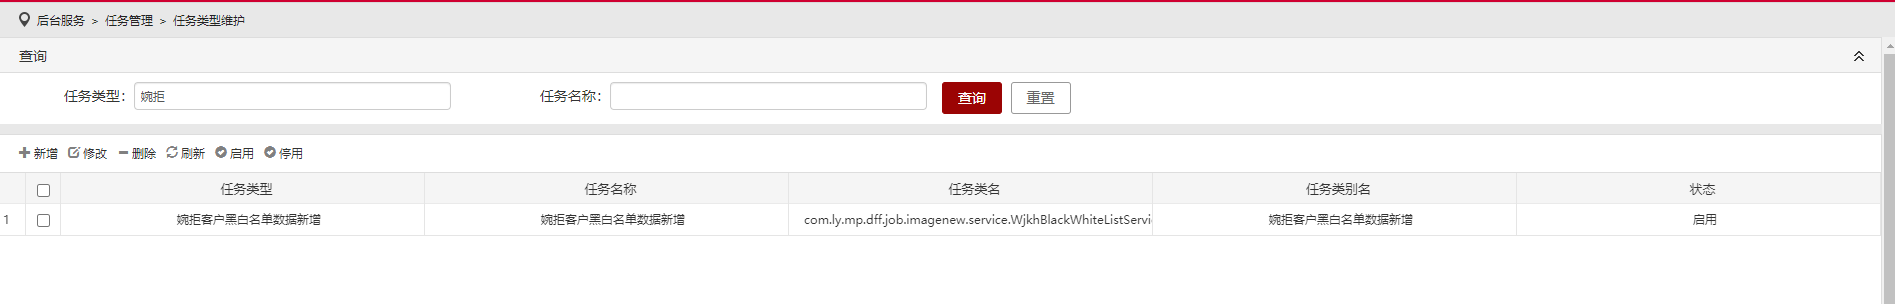 后台服务 > 任务管理 > 任务类型维护
查询
任务类型： 婉拒 任务名称： 查询 重置
新增 修改 删除 刷新 启用 停用
任务类型 任务名称 任务类名 任务类别名 状态
1 婉拒客户黑白名单数据新增 婉拒客户黑白名单数据新增 com.ly.mp.dff.job.imagenew.service.WjkhBlackWhiteListServi 婉拒客户黑白名单数据新增 启用